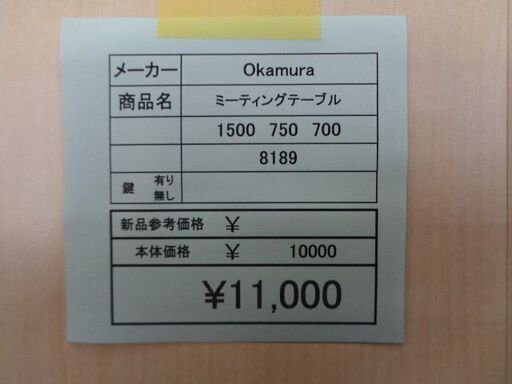 メーカー Okamura
商品名 ミーティングテーブル
1500 750 700
8189
鍵 有り 無し
新品参考価格 ¥
本体価格 ¥ 10000
¥11,000